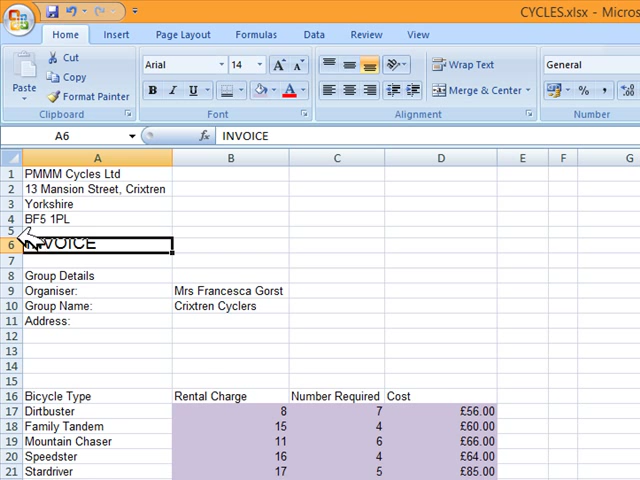 CYCLES.xlsx - Micros
Home Insert Page Layout Formulas Data Review View
Cut
Copy
Format Painter
Paste
Clipboard
Arial 14 A A
B I U A
Font
Wrap Text
Merge & Center
Alignment
General
% , .00
Number
A6 fx INVOICE
A B C D E F G
1 PMMM Cycles Ltd
2 13 Mansion Street, Crixtren
3 Yorkshire
4 BF5 1PL
5
6 INVOICE
7
8 Group Details
9 Organiser: Mrs Francesca Gorst
10 Group Name: Crixtren Cyclers
11 Address:
12
13
14
15
16 Bicycle Type Rental Charge Number Required Cost
17 Dirtbuster 8 7 £56.00
18 Family Tandem 15 4 £60.00
19 Mountain Chaser 11 6 £66.00
20 Speedster 16 4 £64.00
21 Stardriver 17 5 £85.00